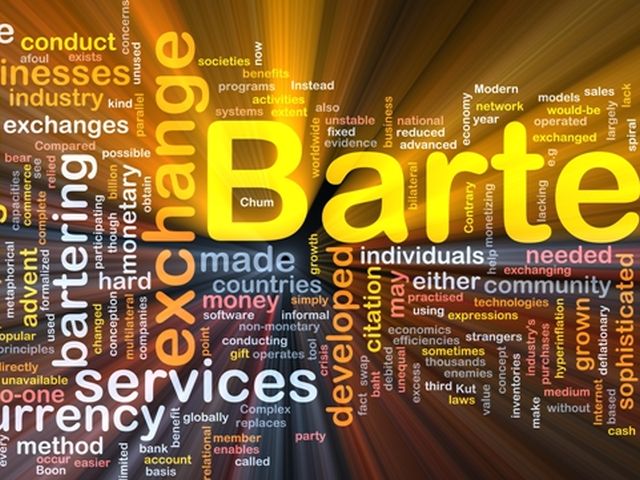 e conduct
concerns
now
afoul
exists
unused
exchange
societies
benefits
inesses
programs
Instead
Modern
models
sales
lack
industry
kind
parallel
activities
also
network
would-be
largely
systems
extent
unstable
business
national
economy
year
operated
spiral
exchanges
fixed
reduced
exchanged
evidence
advanced
Compared
possible
worldwide
Barte
e.g
bear
see
relied
bartering
billion
obtain
monetary
bilateral
Contrary
monetizing
lacking
capacities
commerce
complete
participating
though
Chum
help
metaphorical
advent
formalized
used
hard
made
growth
individuals
needed
exchanging
countries
developed
citation
may
either
community
sophisticated
money
simply
practised
technologies
changed
conception
multilateral
companies
software
informal
using
expressions
grown
hyperinflation
deflationary
opular
non-monetary
economics
strangers
principles
point
conducting
efficiencies
industry's
purchases
gift
operates
tool
crisis
sometimes
concept
directly
fact
swap
baht
debited
unequal
excess
thousands
enemies
unavailable
services
third
Kut
value
inventories
medium
Internet
based
o-one
laws
make
without
urrency
benefit
globally
Complex
replaces
cash
every
method
limited
bank
relational
member
party
occur
easier
account
enables
Boon
basis
called